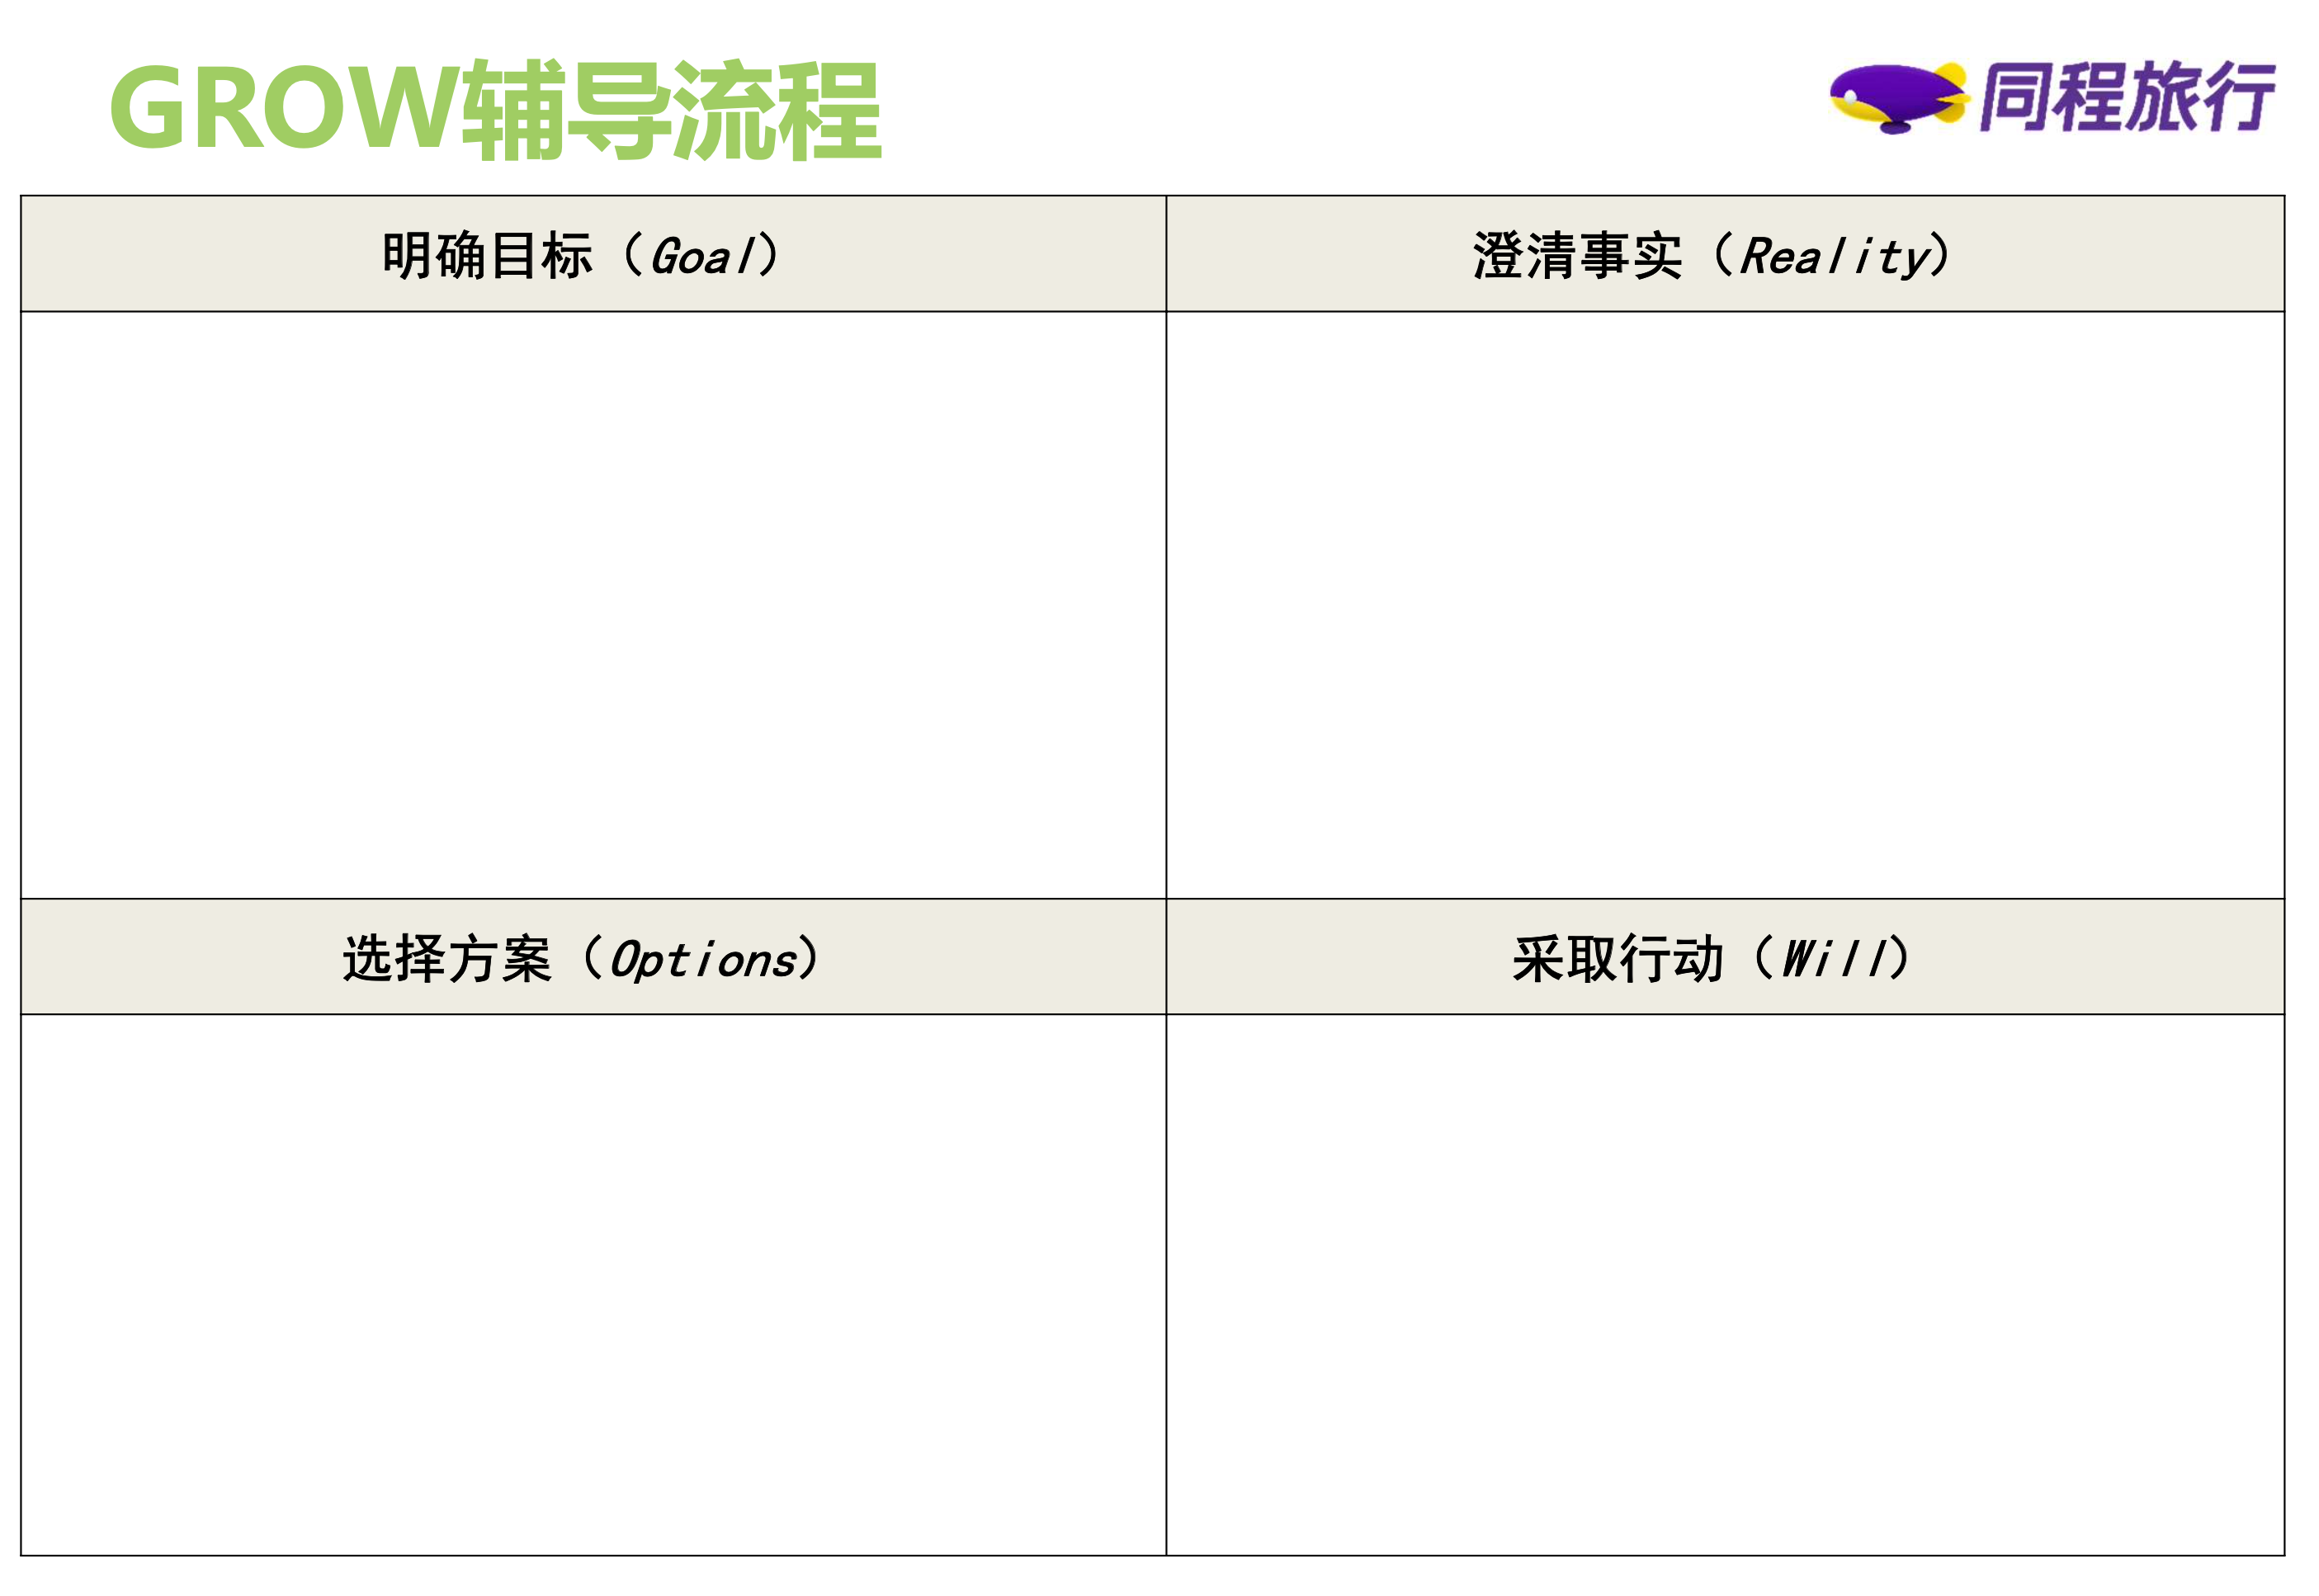 GROW辅导流程
同程旅行
明确目标（Goal）
澄清事实（Reality）
选择方案（Options）
采取行动（Will）